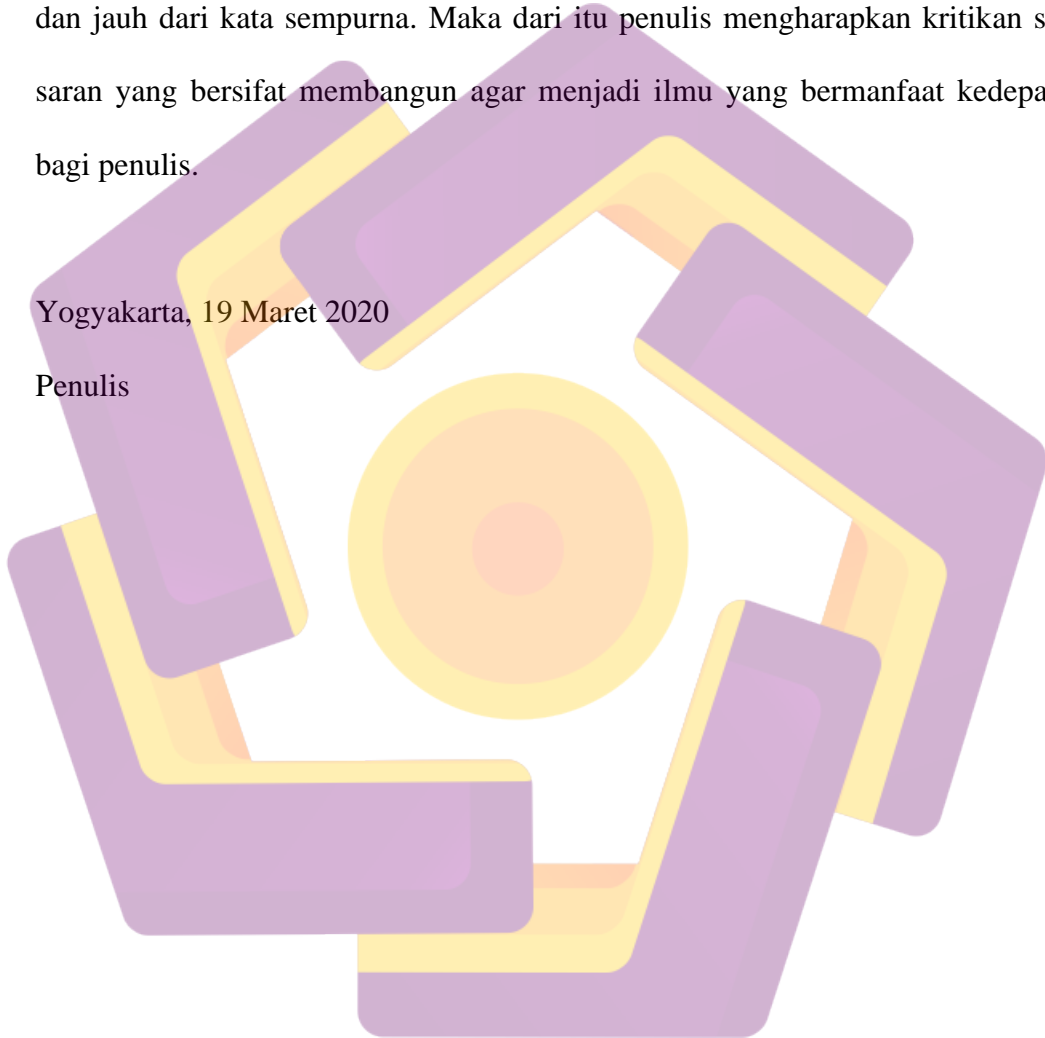 dan jauh dari kata sempurna. Maka dari itu penulis mengharapkan kritikan s
saran yang bersifat membangun agar menjadi ilmu yang bermanfaat kedepa
bagi penulis.
Yogyakarta, 19 Maret 2020
Penulis